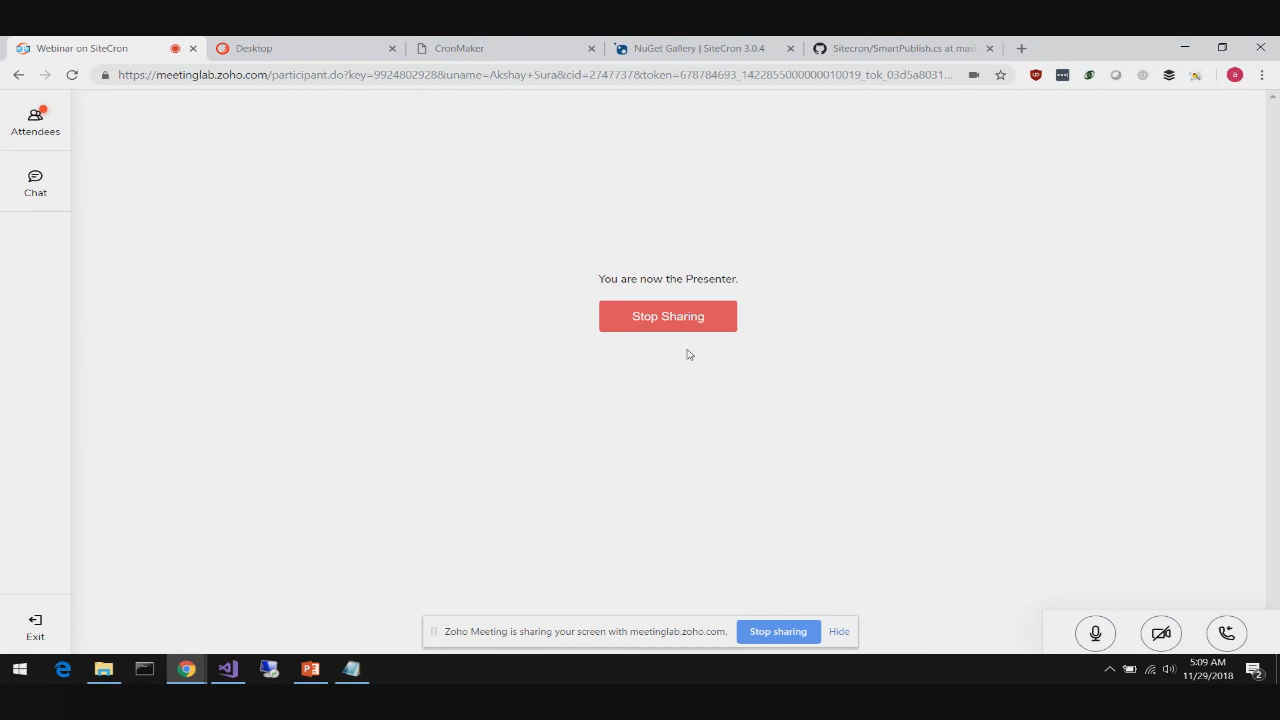 Webinar on SiteCron
Desktop
CronMaker
NuGet Gallery | SiteCron 3.0.4
Sitecron/SmartPublish.cs at mas
https://meetinglab.zoho.com/participant.do?key=9924802928&uname=Akshay+Sura&cid=2747737&token=678784693_1422855000000010019_tok_03d5a8031...
Attendees
Chat
You are now the Presenter.
Stop Sharing
Zoho Meeting is sharing your screen with meetinglab.zoho.com.
Stop sharing
Hide
Exit
5:09 AM
11/29/2018
2